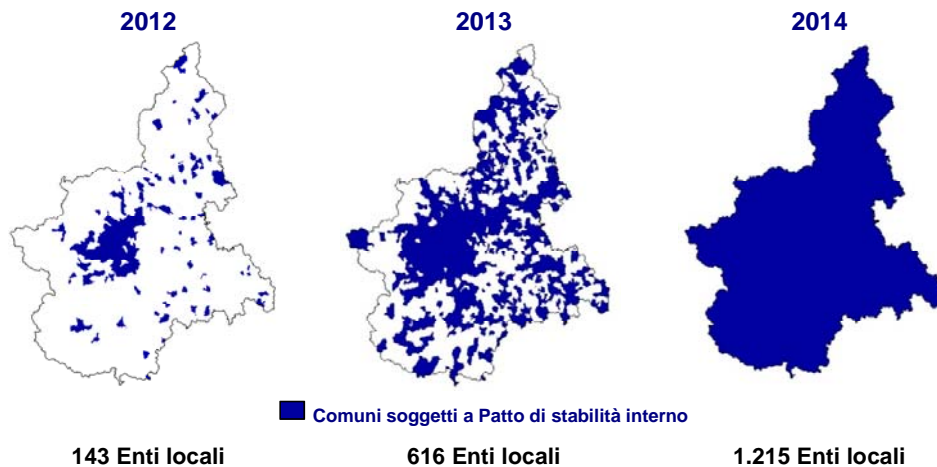 2012 2013 2014
Comuni soggetti a Patto di stabilità interno
143 Enti locali 616 Enti locali 1.215 Enti locali